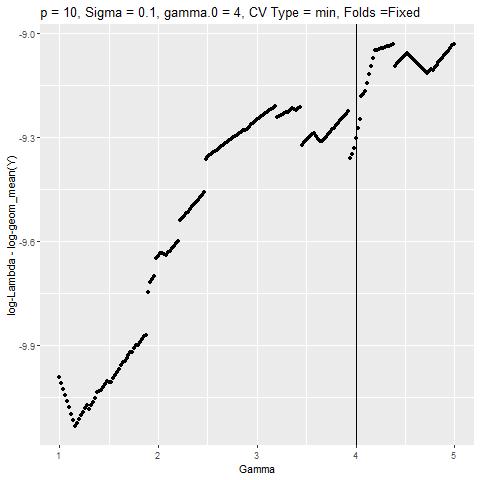 p = 10, Sigma = 0.1, gamma.0 = 4, CV Type = min, Folds =Fixed
log-Lambda - log-geom_mean(Y)
-9.0
-9.3
-9.6
-9.9
1 2 3 4 5
Gamma